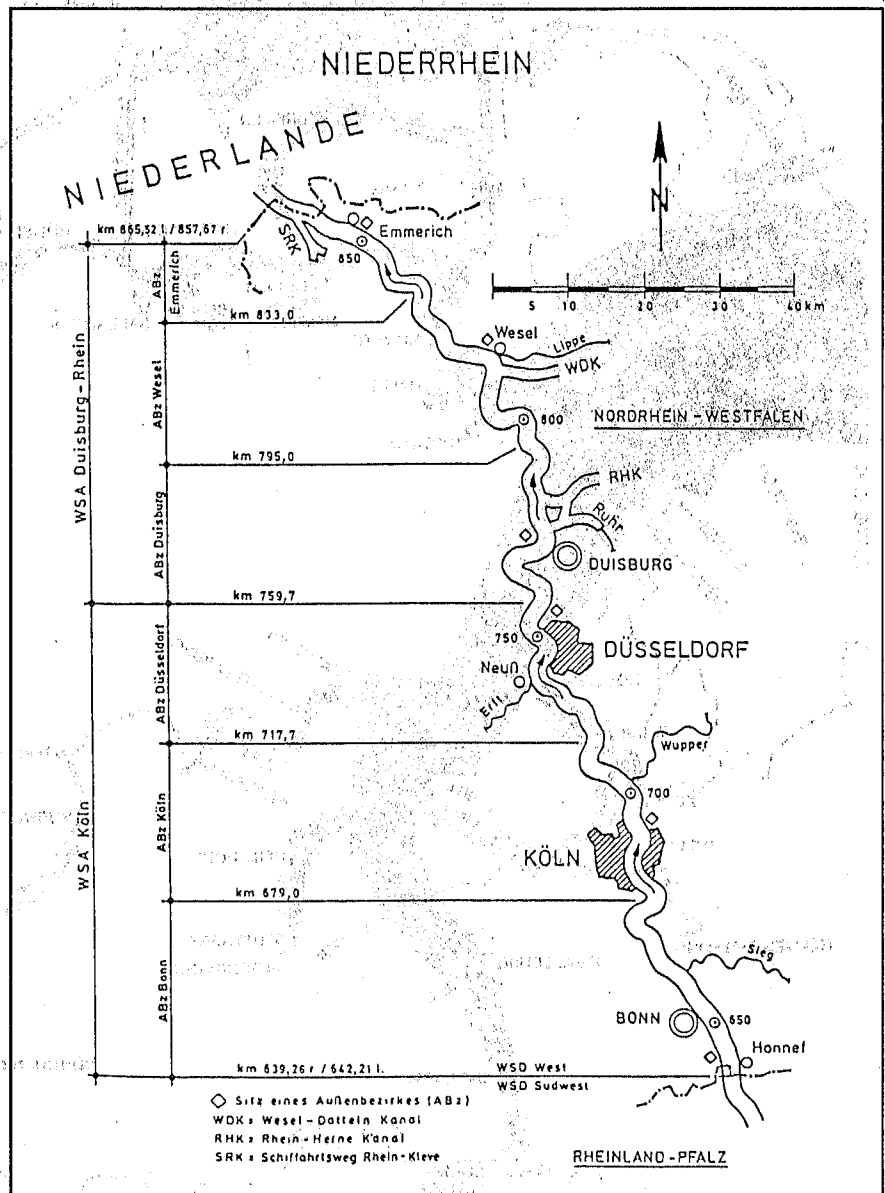 NIEDERRHEIN
NIEDERLANDE
N
km 865,52 l. / 857,67 r.
SRK
Emmerich
850
ABz Emmerich
5 10 20 30 40 km
km 833,0
Wesel
Lippe
WDK
ABz Wesel
WSA Duisburg-Rhein
800
NORDRHEIN-WESTFALEN
km 795,0
RHK
Ruhr
ABz Duisburg
DUISBURG
km 759,7
750
DÜSSELDORF
Neuß
Erft
ABz Düsseldorf
km 717,7
Wupper
700
ABz Köln
WSA Köln
KÖLN
km 679,0
Sieg
ABz Bonn
BONN
650
Honnef
km 639,26 r / 642,21 l.
WSD West
WSD Südwest
Sitz eines Außenbezirkes (ABz)
WDK = Wesel-Datteln Kanal
RHK = Rhein-Herne Kanal
SRK = Schiffahrtsweg Rhein-Kleve
RHEINLAND-PFALZ